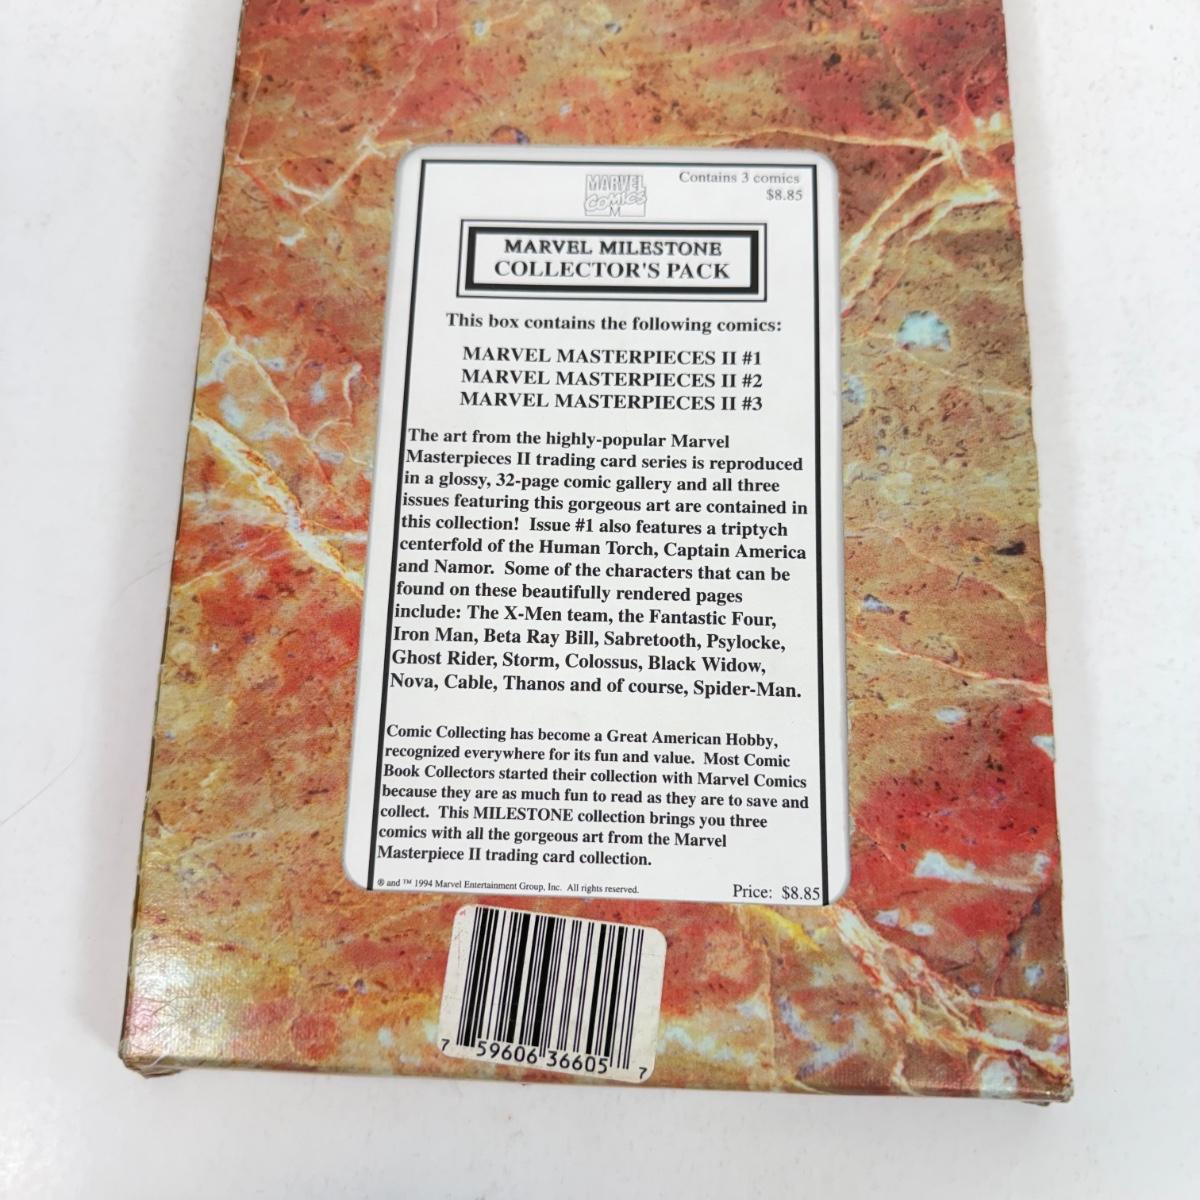 MARVEL
COMICS
M
Contains 3 comics
$8.85
MARVEL MILESTONE
COLLECTOR'S PACK
This box contains the following comics:
MARVEL MASTERPIECES II #1
MARVEL MASTERPIECES II #2
MARVEL MASTERPIECES II #3
The art from the highly-popular Marvel
Masterpieces II trading card series is reproduced
in a glossy, 32-page comic gallery and all three
issues featuring this gorgeous art are contained in
this collection! Issue #1 also features a triptych
centerfold of the Human Torch, Captain America
and Namor. Some of the characters that can be
found on these beautifully rendered pages
include: The X-Men team, the Fantastic Four,
Iron Man, Beta Ray Bill, Sabretooth, Psylocke,
Ghost Rider, Storm, Colossus, Black Widow,
Nova, Cable, Thanos and of course, Spider-Man.
Comic Collecting has become a Great American Hobby,
recognized everywhere for its fun and value. Most Comic
Book Collectors started their collection with Marvel Comics
because they are as much fun to read as they are to save and
collect. This MILESTONE collection brings you three
comics with all the gorgeous art from the Marvel
Masterpiece II trading card collection.
® and ™ 1994 Marvel Entertainment Group, Inc. All rights reserved.
Price: $8.85
7 59606 36605 7